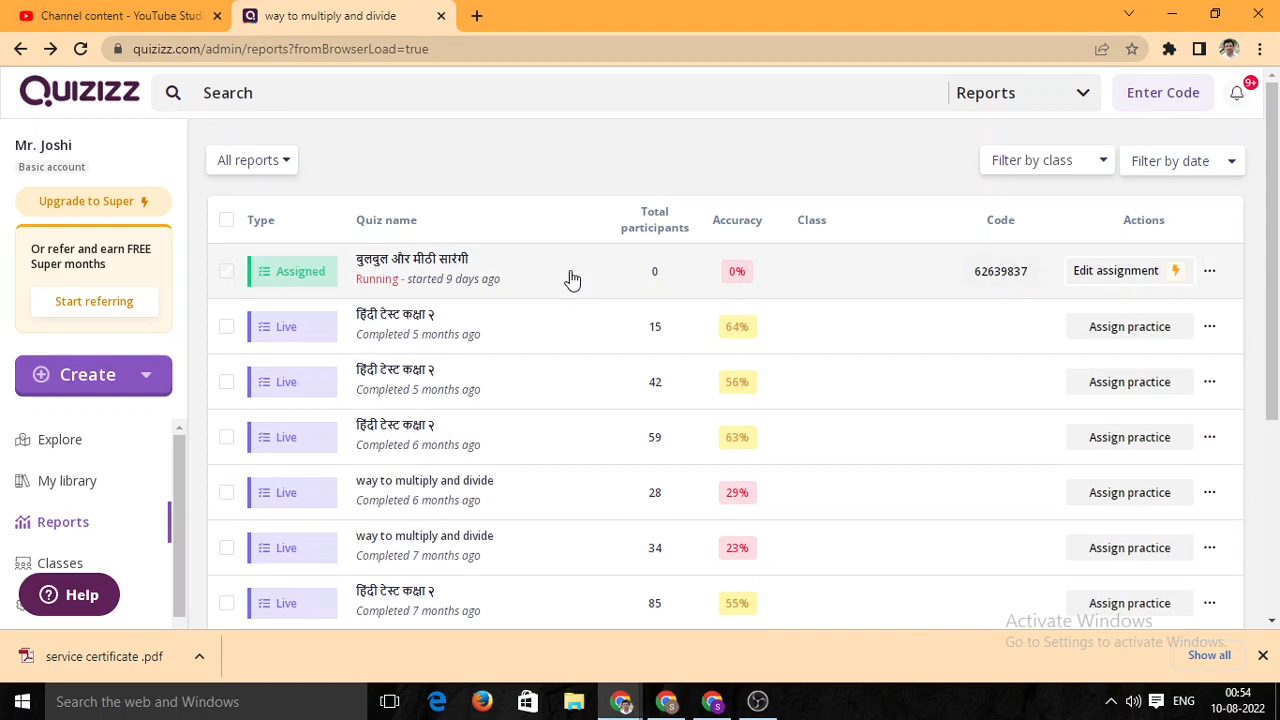 Channel content - YouTube Studi
way to multiply and divide
quizizz.com/admin/reports?fromBrowserLoad=true
QUIZIZZ
Search
Reports
Enter Code
9+
Mr. Joshi
Basic account
Upgrade to Super
Or refer and earn FREE
Super months
Start referring
Create
Explore
My library
Reports
Classes
Help
All reports
Filter by class
Filter by date
Type
Quiz name
Total
participants
Accuracy
Class
Code
Actions
Assigned
बुलबुल और मीठी सारंगी
Running - started 9 days ago
0
0%
62639837
Edit assignment
Live
हिंदी टेस्ट कक्षा २
Completed 5 months ago
15
64%
Assign practice
Live
हिंदी टेस्ट कक्षा २
Completed 5 months ago
42
56%
Assign practice
Live
हिंदी टेस्ट कक्षा २
Completed 6 months ago
59
63%
Assign practice
Live
way to multiply and divide
Completed 6 months ago
28
29%
Assign practice
Live
way to multiply and divide
Completed 7 months ago
34
23%
Assign practice
Live
हिंदी टेस्ट कक्षा २
Completed 7 months ago
85
55%
Assign practice
Activate Windows
Go to Settings to activate Windows.
service certificate .pdf
Show all
Search the web and Windows
ENG
00:54
10-08-2022